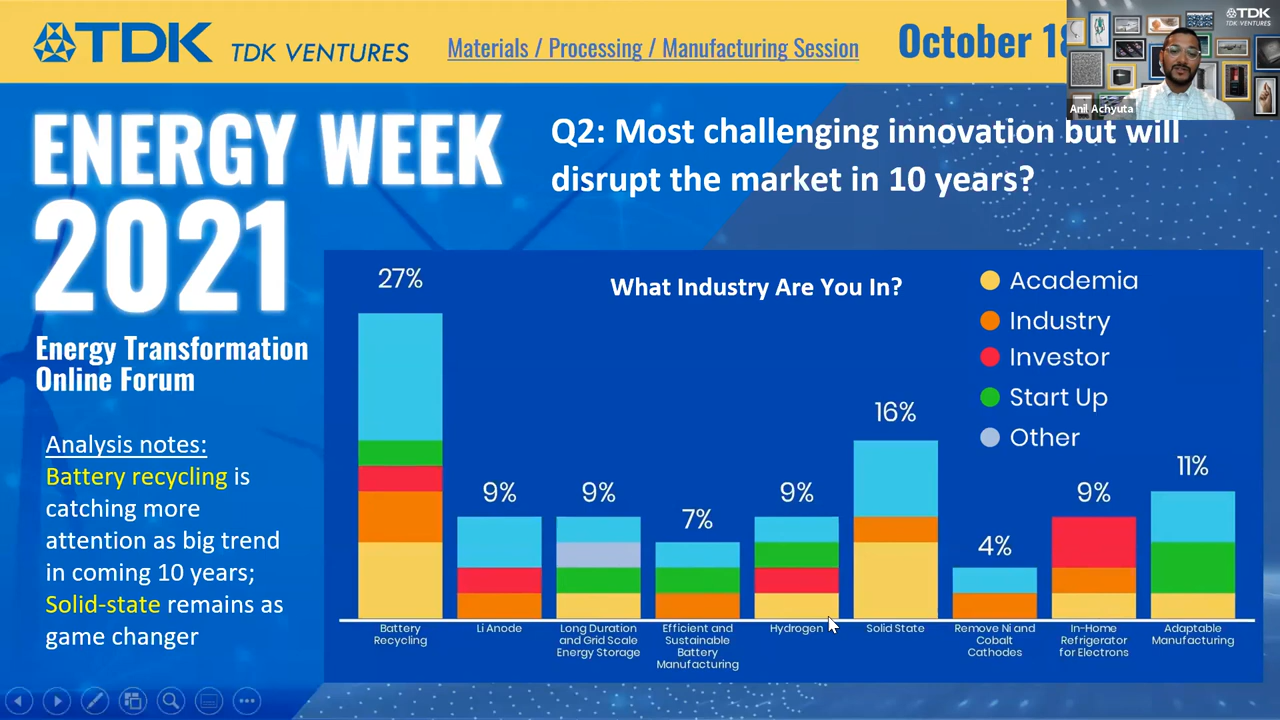 TDK
TDK VENTURES
Materials / Processing / Manufacturing Session
October 18
TDK
Anil Achyuta
ENERGY WEEK
2021
Energy Transformation
Online Forum
Analysis notes:
Battery recycling is
catching more
attention as big trend
in coming 10 years;
Solid-state remains as
game changer
Q2: Most challenging innovation but will
disrupt the market in 10 years?
What Industry Are You In?
Academia
Industry
Investor
Start Up
Other
27%
9%
9%
7%
9%
16%
4%
9%
11%
Battery
Recycling
Li Anode
Long Duration
and Grid Scale
Energy Storage
Efficient and
Sustainable
Battery
Manufacturing
Hydrogen
Solid State
Remove Ni and
Cobalt
Cathodes
In-Home
Refrigerator
for Electrons
Adaptable
Manufacturing